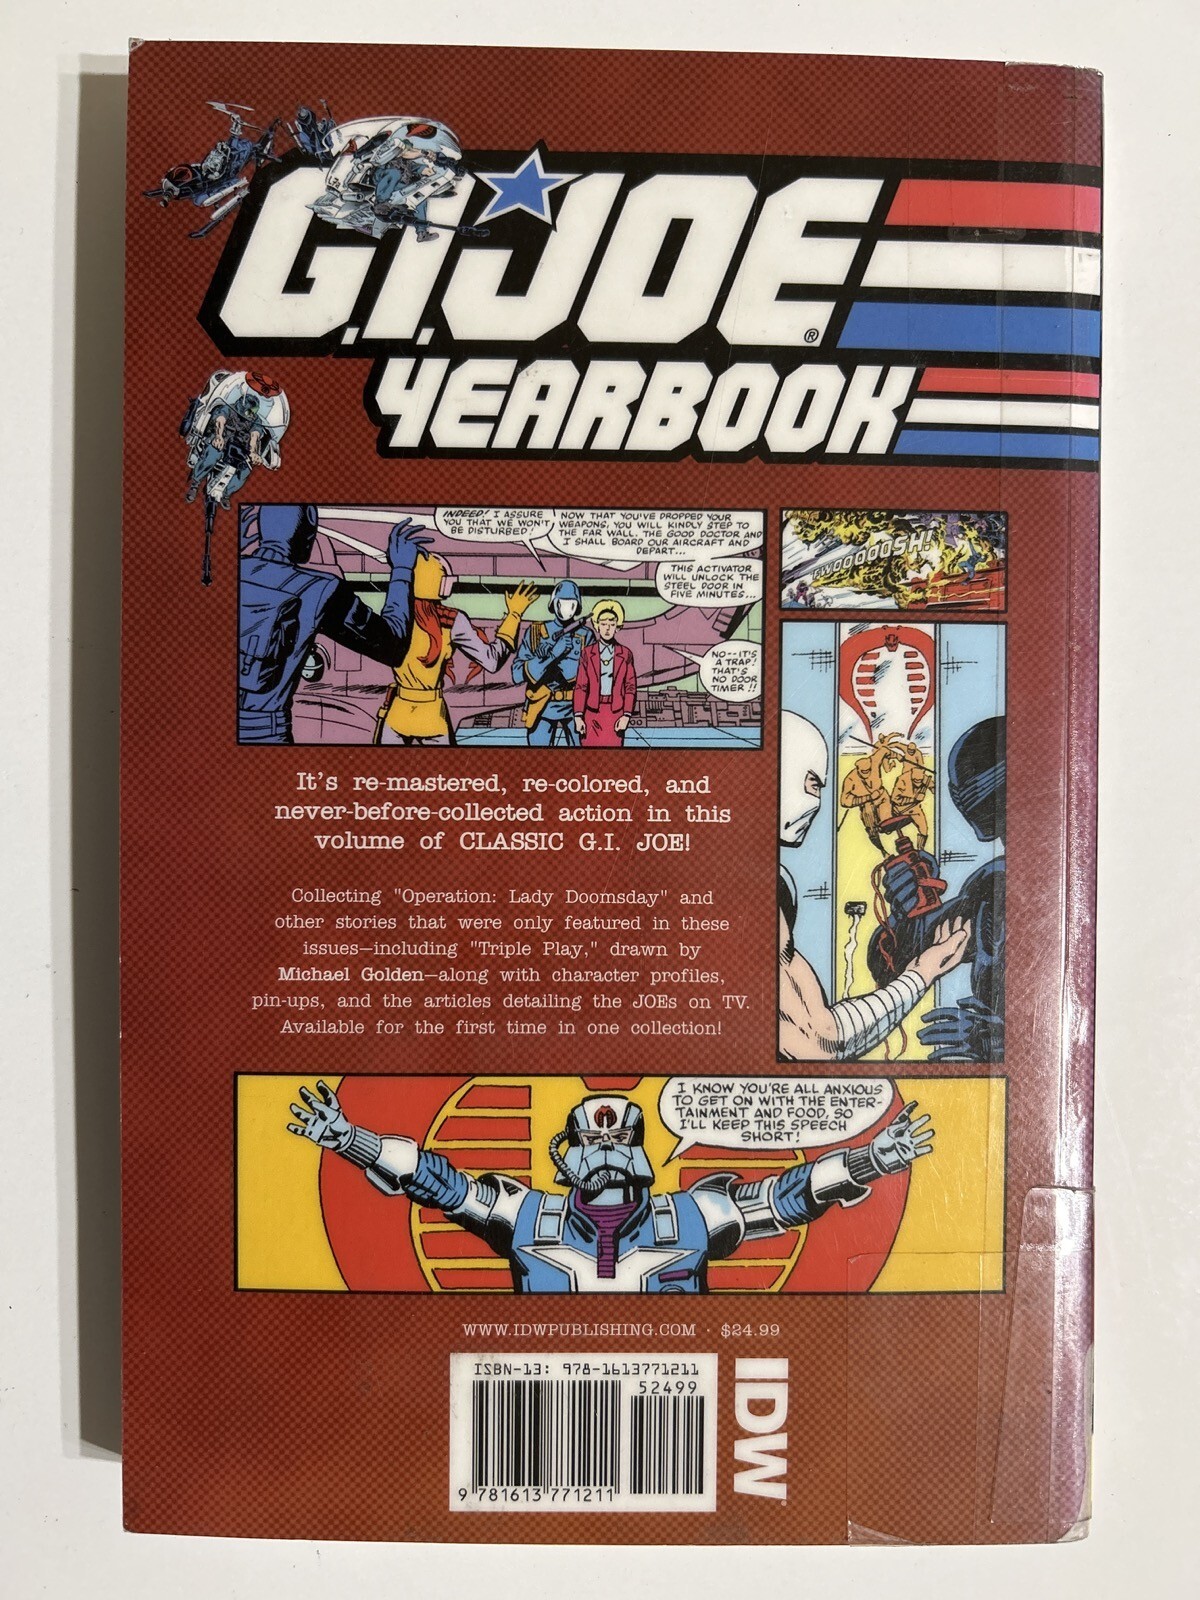 G.I.JOE
®
YEARBOOK
INDEED! I ASSURE
YOU THAT WE WON'T
BE DISTURBED!
NOW THAT YOU'VE DROPPED YOUR
WEAPONS, YOU WILL KINDLY STEP TO
THE FAR WALL. THE GOOD DOCTOR AND
I SHALL BOARD OUR AIRCRAFT AND
DEPART...
THIS ACTIVATOR
WILL UNLOCK THE
STEEL DOOR IN
FIVE MINUTES...
NO--IT'S
A TRAP!
THAT'S
NO DOOR
TIMER!!
FWOOOOOSH!
It's re-mastered, re-colored, and
never-before-collected action in this
volume of CLASSIC G.I. JOE!
Collecting "Operation: Lady Doomsday" and
other stories that were only featured in these
issues—including "Triple Play," drawn by
Michael Golden—along with character profiles,
pin-ups, and the articles detailing the JOEs on TV.
Available for the first time in one collection!
I KNOW YOU'RE ALL ANXIOUS
TO GET ON WITH THE ENTER-
TAINMENT AND FOOD, SO
I'LL KEEP THIS SPEECH
SHORT!
WWW.IDWPUBLISHING.COM · $24.99
ISBN-13: 978-1613771211
52499
9 781613 771211
IDW